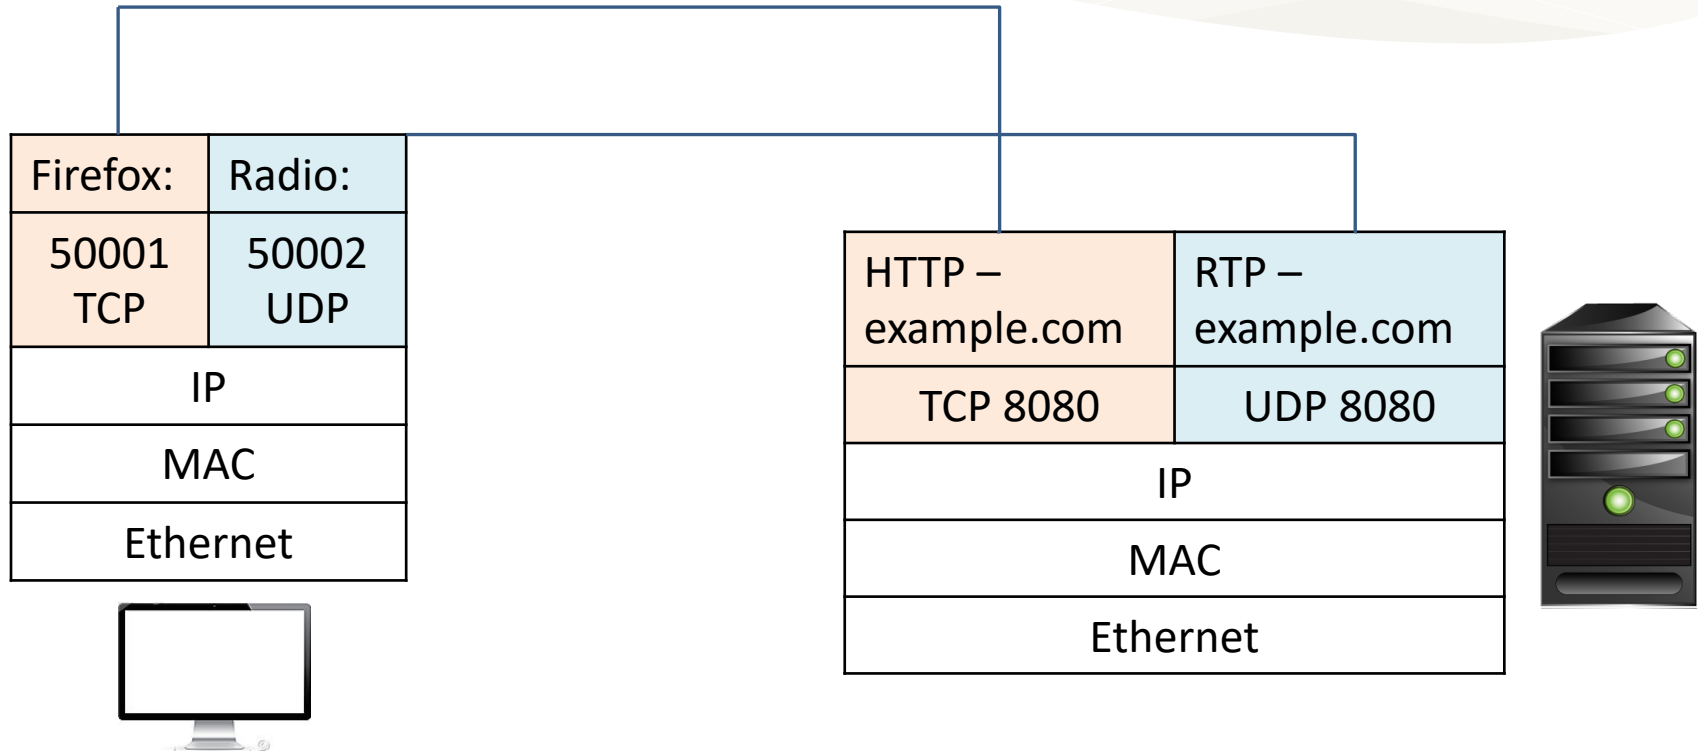 Firefox:
Radio:
50001
TCP
50002
UDP
IP
MAC
Ethernet
HTTP –
example.com
RTP –
example.com
TCP 8080
UDP 8080
IP
MAC
Ethernet